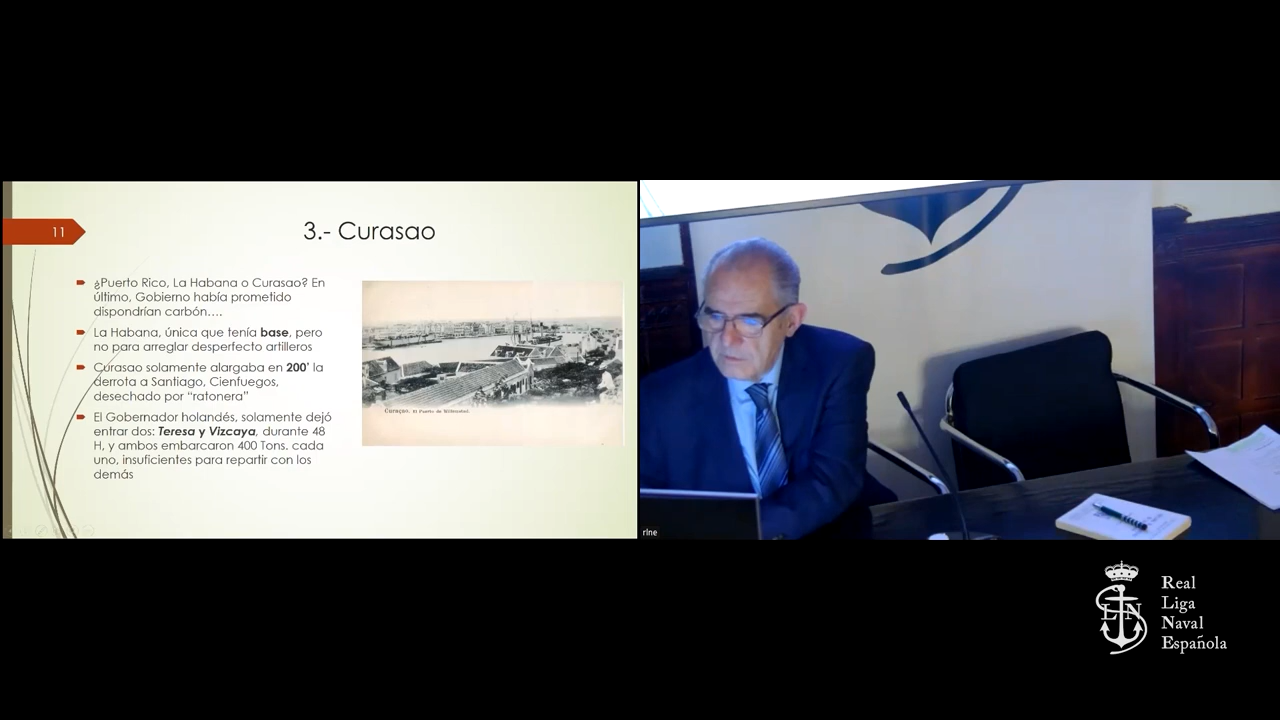 11
3.- Curasao
¿Puerto Rico, La Habana o Curasao? En
último, Gobierno había prometido
dispondrían carbón….
La Habana, única que tenía base, pero
no para arreglar desperfecto artilleros
Curasao solamente alargaba en 200' la
derrota a Santiago, Cienfuegos,
desechado por “ratonera”
El Gobernador holandés, solamente dejó
entrar dos: Teresa y Vizcaya, durante 48
H, y ambos embarcaron 400 Tons. cada
uno, insuficientes para repartir con los
demás
Curaçao: El Puerto de Willemstad.
rlne
LN
Real
Liga
Naval
Española